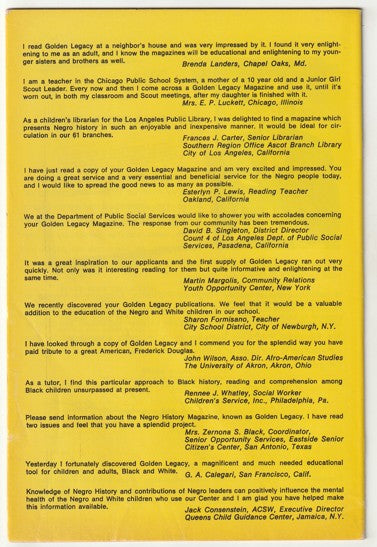 I read Golden Legacy at a neighbor's house and was very impressed by it. I found it very enlight-
ening to me as an adult, and I know the magazines will be educational and enlightening to my youn-
ger sisters and brothers as well.
Brenda Landers, Chapel Oaks, Md.
I am a teacher in the Chicago Public School System, a mother of a 10 year old and a Junior Girl
Scout Leader. Every now and then I come across a Golden Legacy Magazine and use it, until it's
worn out, in both my classroom and Scout meetings, after my daughter is finished with it.
Mrs. E. P. Luckett, Chicago, Illinois
As a children's librarian for the Los Angeles Public Library, I was delighted to find a magazine which
presents Negro history in such an enjoyable and inexpensive manner. It would be ideal for cir-
culation in our 61 branches.
Frances J. Carter, Senior Librarian
Southern Region Office Ascot Branch Library
City of Los Angeles, California
I have just read a copy of your Golden Legacy Magazine and am very excited and impressed. You
are doing a great service and a very essential and beneficial service for the Negro people today,
and I would like to spread the good news to as many as possible.
Esterlyn P. Lewis, Reading Teacher
Oakland, California
We at the Department of Public Social Services would like to shower you with accolades concerning
your Golden Legacy Magazine. The response from our community has been tremendous.
David B. Singleton, District Director
Count 4 of Los Angeles Dept. of Public Social
Services, Pasadena, California
It was a great inspiration to our applicants and the first supply of Golden Legacy ran out very
quickly. Not only was it interesting reading for them but quite informative and enlightening at the
same time.
Martin Margolis, Community Relations
Youth Opportunity Center, New York
We recently discovered your Golden Legacy publications. We feel that it would be a valuable
addition to the education of the Negro and White children in our school.
Sharon Formisano, Teacher
City School District, City of Newburgh, N.Y.
I have looked through a copy of Golden Legacy and I commend you for the splendid way you have
paid tribute to a great American, Frederick Douglas.
John Wilson, Asso. Dir. Afro-American Studies
The University of Akron, Akron, Ohio
As a tutor, I find this particular approach to Black history, reading and comprehension among
Black children unsurpassed at present.
Rennee J. Whatley, Social Worker
Children's Service, Inc., Philadelphia, Pa.
Please send information about the Negro History Magazine, known as Golden Legacy. I have read
two issues and feel that you have a splendid project.
Mrs. Zernona S. Black, Coordinator,
Senior Opportunity Services, Eastside Senior
Citizen's Center, San Antonio, Texas
Yesterday I fortunately discovered Golden Legacy, a magnificent and much needed educational
tool for children and adults, Black and White.
G. A. Calegari, San Francisco, Calif.
Knowledge of Negro History and contributions of Negro leaders can positively influence the mental
health of the Negro and White children who use our Center and I am glad you have helped make
this information available.
Jack Consenstein, ACSW, Executive Director
Queens Child Guidance Center, Jamaica, N.Y.